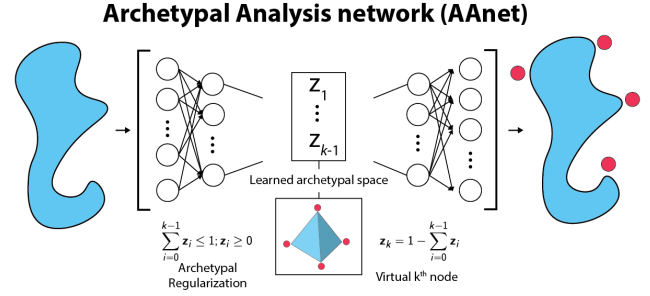 Archetypal Analysis network (AAnet)
z1
⋮
zk-1
Learned archetypal space
∑_{i=0}^{k-1} z_i ≤ 1; z_i ≥ 0
z_k = 1 − ∑_{i=0}^{k-1} z_i
Archetypal
Regularization
Virtual kth node